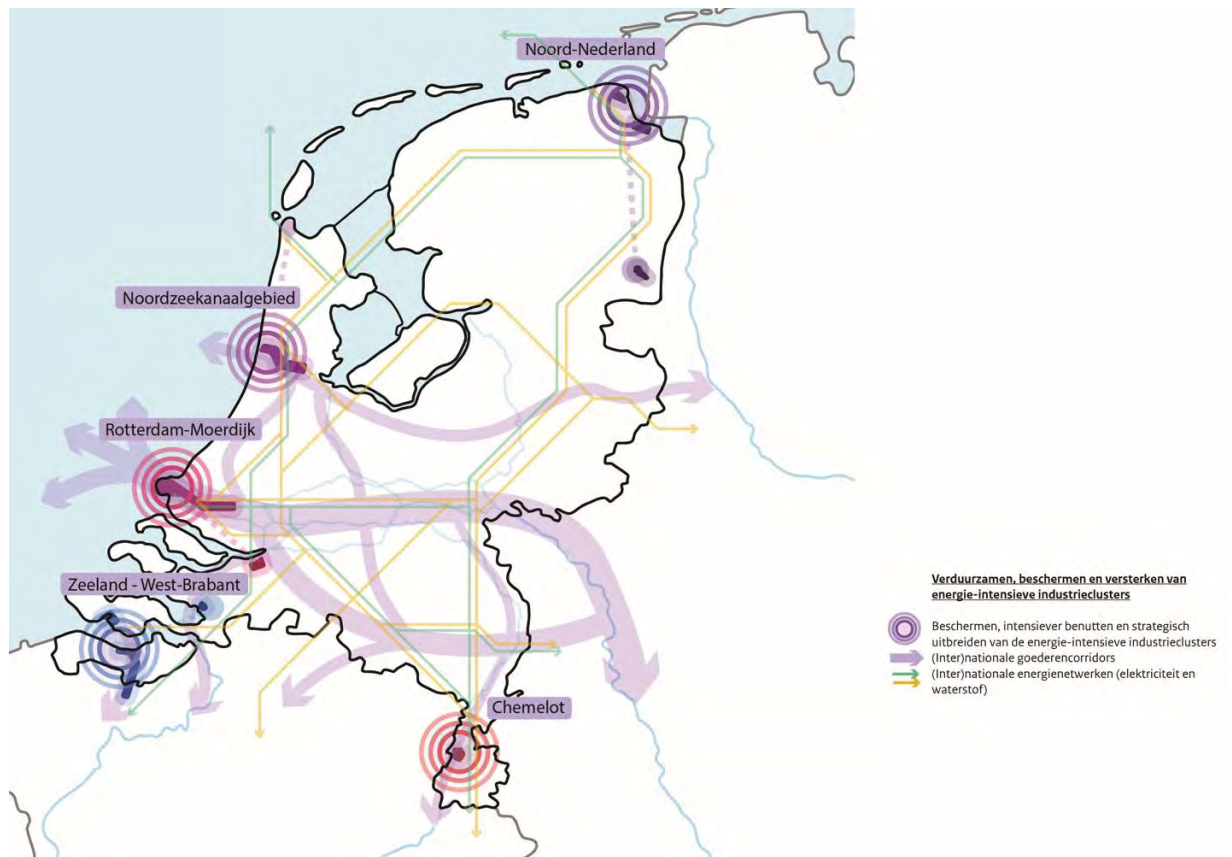 Noord-Nederland
Noordzeekanaalgebied
Rotterdam-Moerdijk
Zeeland - West-Brabant
Chemelot
Verduurzamen, beschermen en versterken van
energie-intensieve industrieclusters
Beschermen, intensiever benutten en strategisch
uitbreiden van de energie-intensieve industrieclusters
(Inter)nationale goederencorridors
(Inter)nationale energienetwerken (elektriciteit en
waterstof)